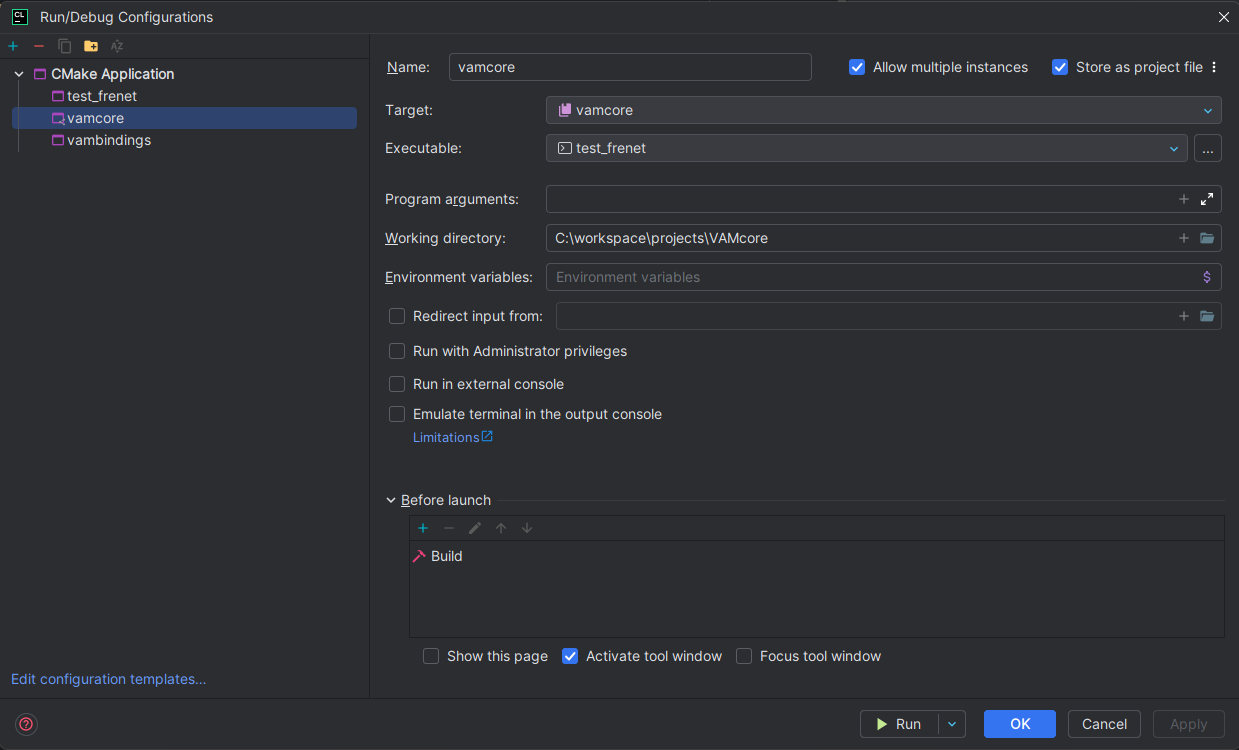 CL Run/Debug Configurations
AZ
CMake Application
test_frenet
vamcore
vambindings
Edit configuration templates...
Name: vamcore Allow multiple instances Store as project file
Target: vamcore
Executable: test_frenet ...
Program arguments:
Working directory: C:\workspace\projects\VAMcore
Environment variables: Environment variables $
Redirect input from:
Run with Administrator privileges
Run in external console
Emulate terminal in the output console
Limitations
Before launch
Build
Show this page Activate tool window Focus tool window
? Run OK Cancel Apply